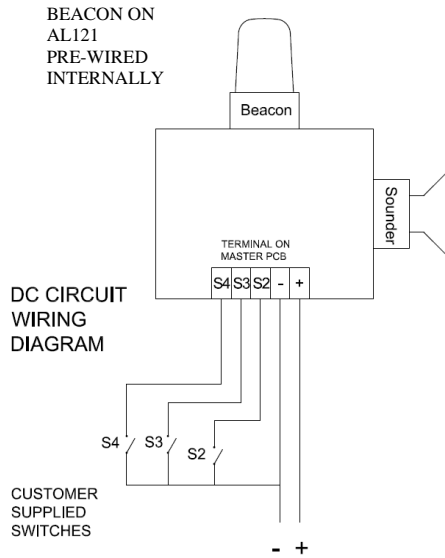 BEACON ON
AL121
PRE-WIRED
INTERNALLY
Beacon
Sounder
TERMINAL ON
MASTER PCB
S4 S3 S2 - +
DC CIRCUIT
WIRING
DIAGRAM
S4 S3 S2
CUSTOMER
SUPPLIED
SWITCHES
- +